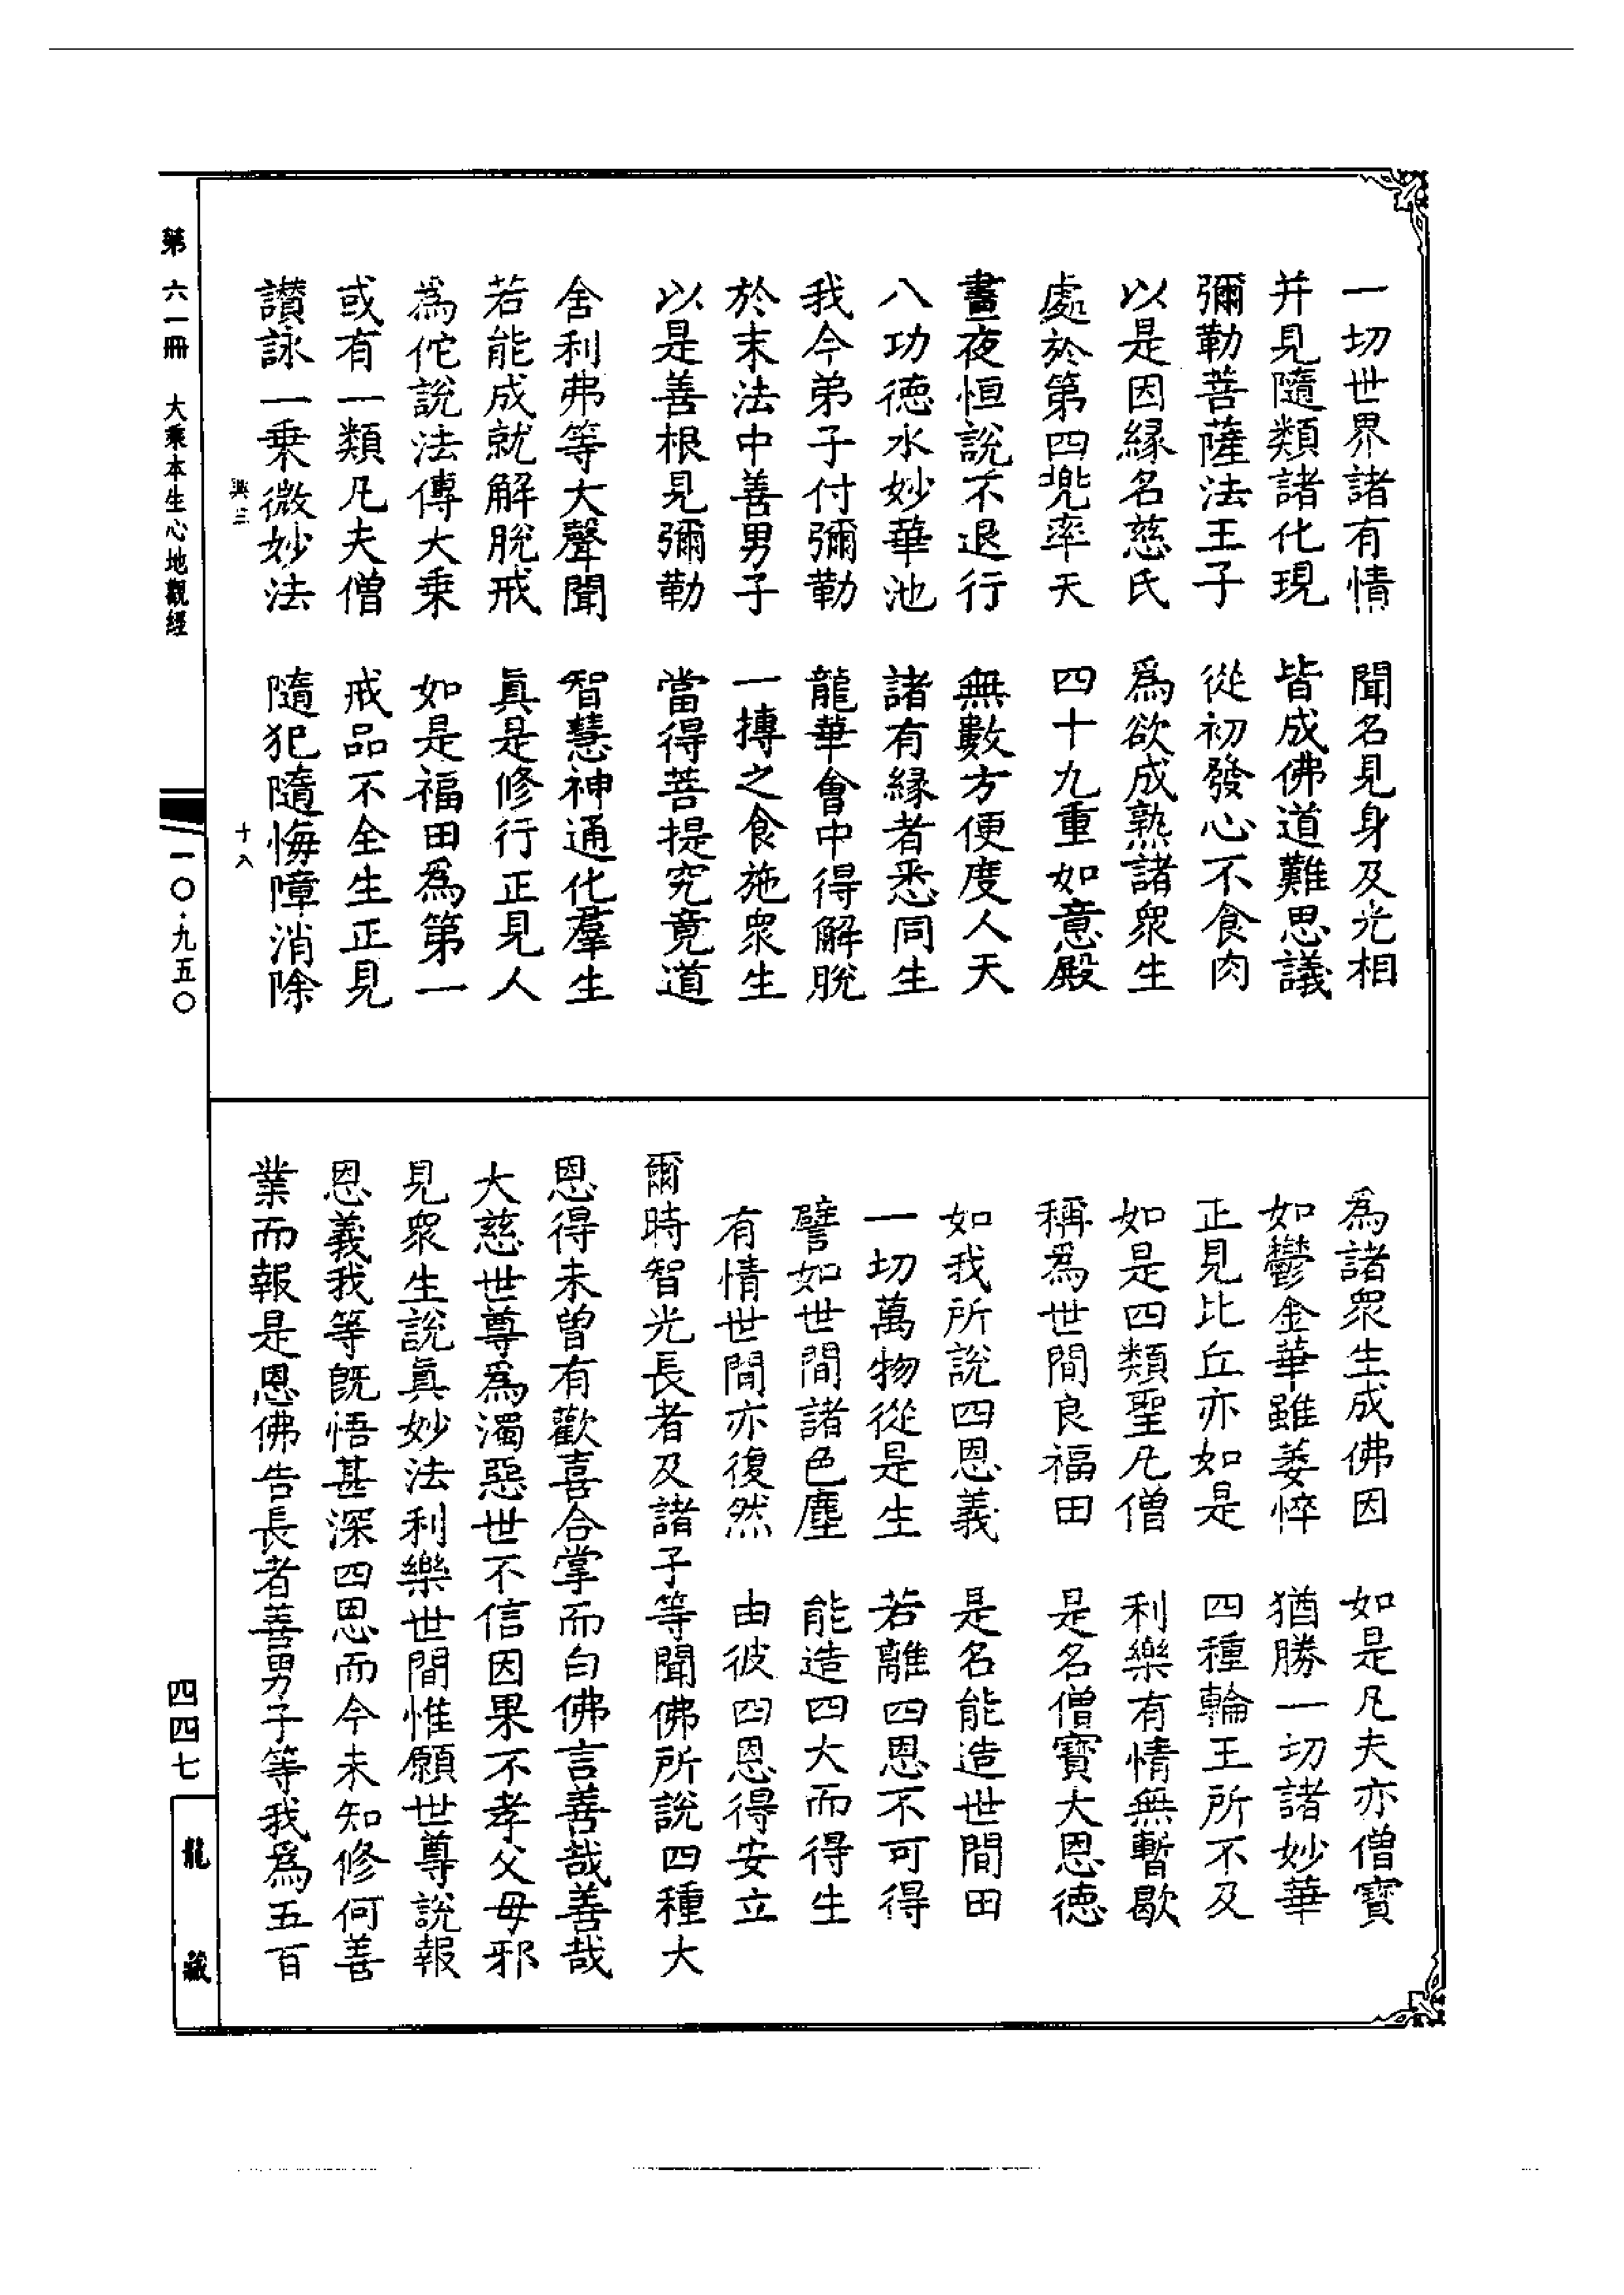 一切世界諸有情　聞名見身及光相
并見隨類諸化現　皆成佛道難思議
彌勒菩薩法王子　從初發心不食肉
以是因緣名慈氏　爲欲成熟諸衆生
處於第四兜率天　四十九重如意殿
晝夜恒說不退行　無數方便度人天
八功德水妙華池　諸有緣者悉同生
我今弟子付彌勒　龍華會中得解脫
於末法中善男子　一摶之食施衆生
以是善根見彌勒　當得菩提究竟道
舍利弗等大聲聞　智慧神通化羣生
若能成就解脫戒　眞是修行正見人
爲佗說法傳大乘　如是福田爲第一
或有一類凡夫僧　戒品不全生正見
讚詠一乘微妙法　隨犯隨悔障消除
興三　十八
爲諸衆生成佛因　如是凡夫亦僧寶
如鬱金華雖萎悴　猶勝一切諸妙華
正見比丘亦如是　四種輪王所不及
如是四類聖凡僧　利樂有情無暫歇
稱爲世間良福田　是名僧寶大恩德
如我所說四恩義　是名能造世間田
一切萬物從是生　若離四恩不可得
譬如世間諸色塵　能造四大而得生
有情世間亦復然　由彼四恩得安立
爾時智光長者及諸子等聞佛所說四種大
恩得未曾有歡喜合掌而白佛言善哉善哉
大慈世尊爲濁惡世不信因果不孝父母邪
見衆生說眞妙法利樂世間惟願世尊說報
恩義我等旣悟甚深四恩而今未知修何善
業而報是恩佛告長者善男子等我爲五百
第六一冊　大乘本生心地觀經
一〇·九五〇
四四七
龍藏